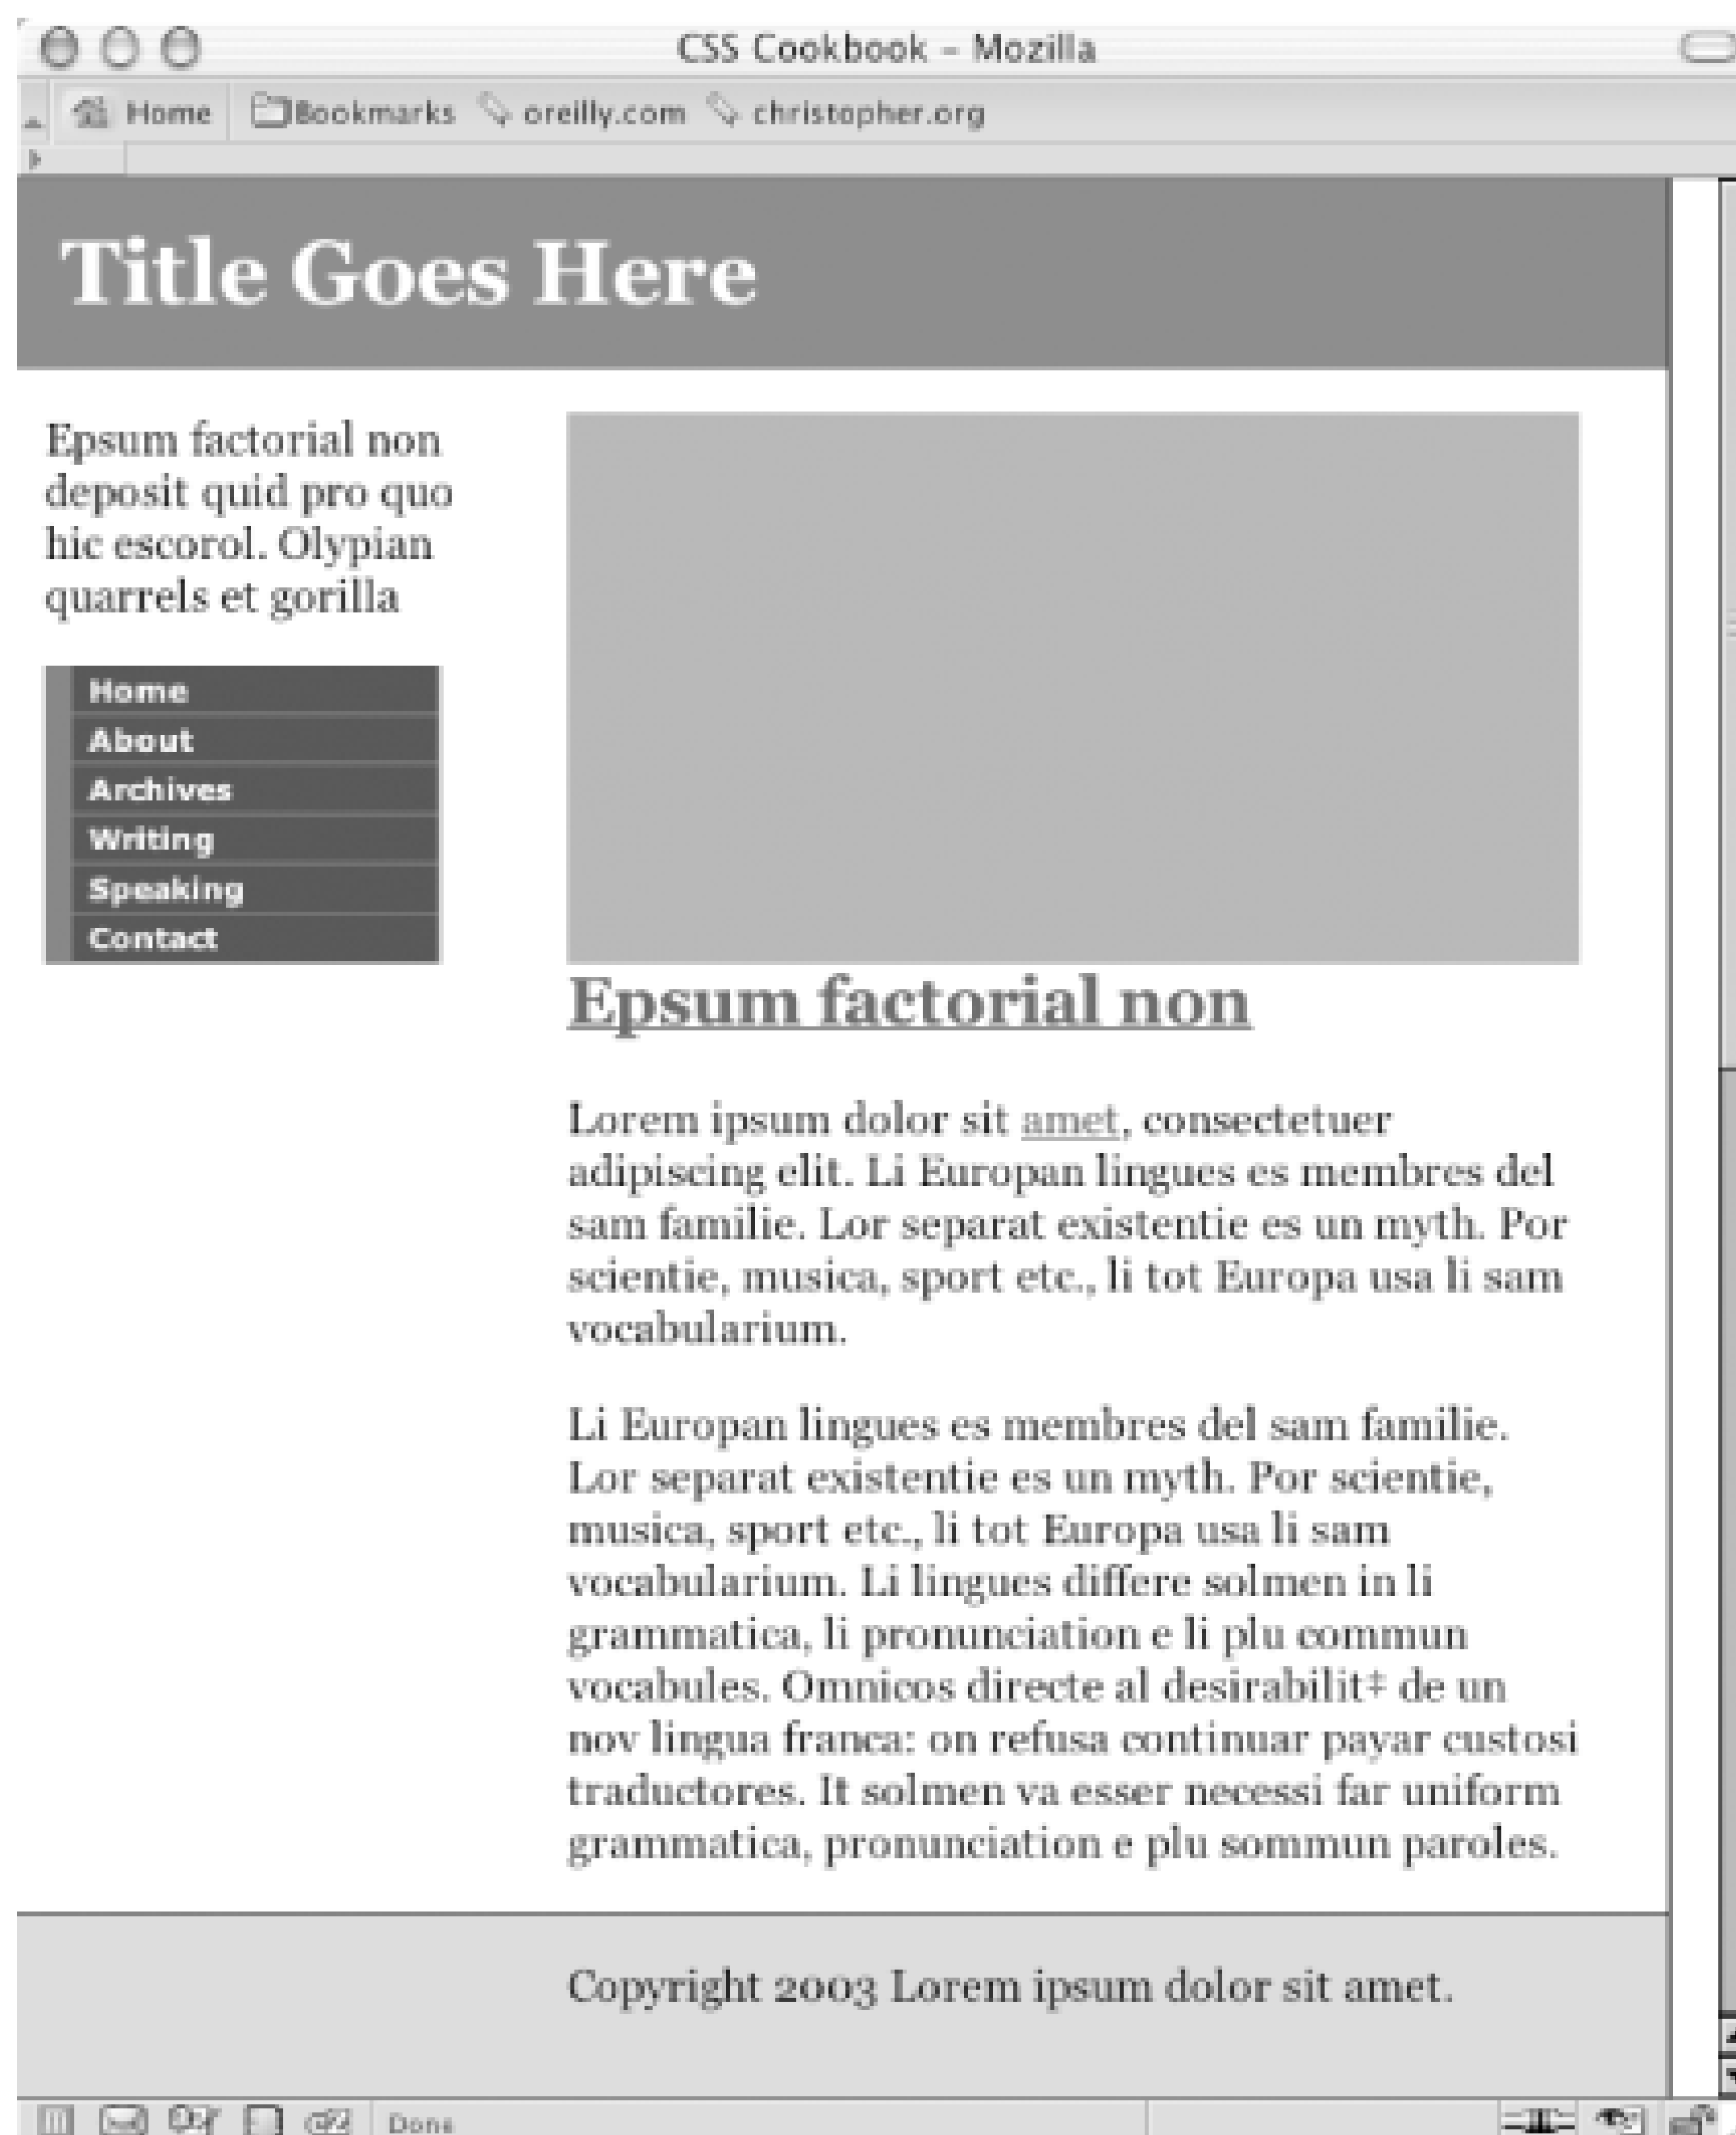 CSS Cookbook – Mozilla
Home Bookmarks oreilly.com christopher.org
Title Goes Here
Epsum factorial non
deposit quid pro quo
hic escorol. Olypian
quarrels et gorilla
Home
About
Archives
Writing
Speaking
Contact
Epsum factorial non
Lorem ipsum dolor sit amet, consectetuer
adipiscing elit. Li Europan lingues es membres del
sam familie. Lor separat existentie es un myth. Por
scientie, musica, sport etc., li tot Europa usa li sam
vocabularium.
Li Europan lingues es membres del sam familie.
Lor separat existentie es un myth. Por scientie,
musica, sport etc., li tot Europa usa li sam
vocabularium. Li lingues differe solmen in li
grammatica, li pronunciation e li plu commun
vocabules. Omnicos directe al desirabilit‡ de un
nov lingua franca: on refusa continuar payar custosi
traductores. It solmen va esser necessi far uniform
grammatica, pronunciation e plu sommun paroles.
Copyright 2003 Lorem ipsum dolor sit amet.
Done